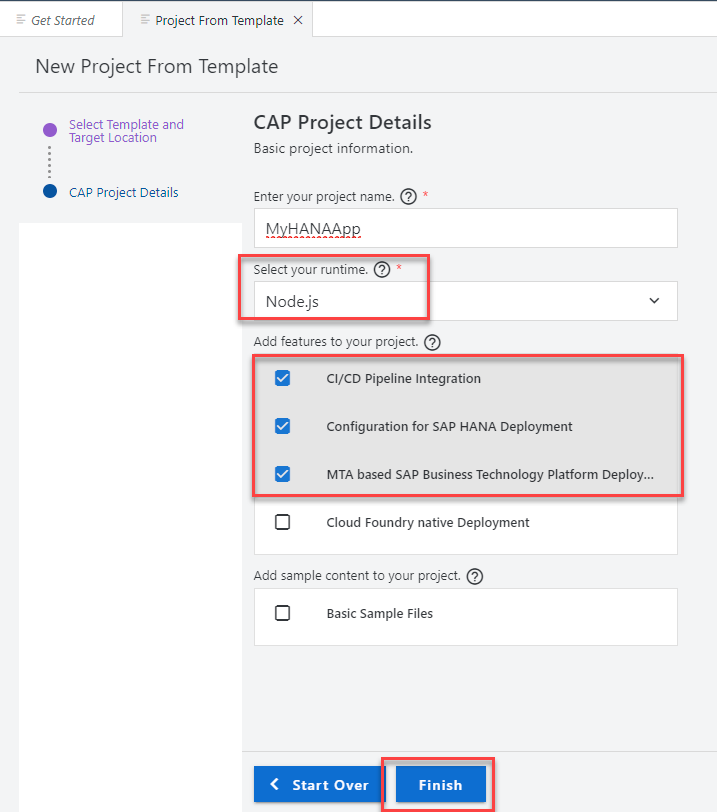 Get Started
Project From Template
New Project From Template
Select Template and
Target Location
CAP Project Details
CAP Project Details
Basic project information.
Enter your project name. ? *
MyHANAApp
Select your runtime. ? *
Node.js
Add features to your project. ?
CI/CD Pipeline Integration
Configuration for SAP HANA Deployment
MTA based SAP Business Technology Platform Deploy...
Cloud Foundry native Deployment
Add sample content to your project. ?
Basic Sample Files
Start Over
Finish